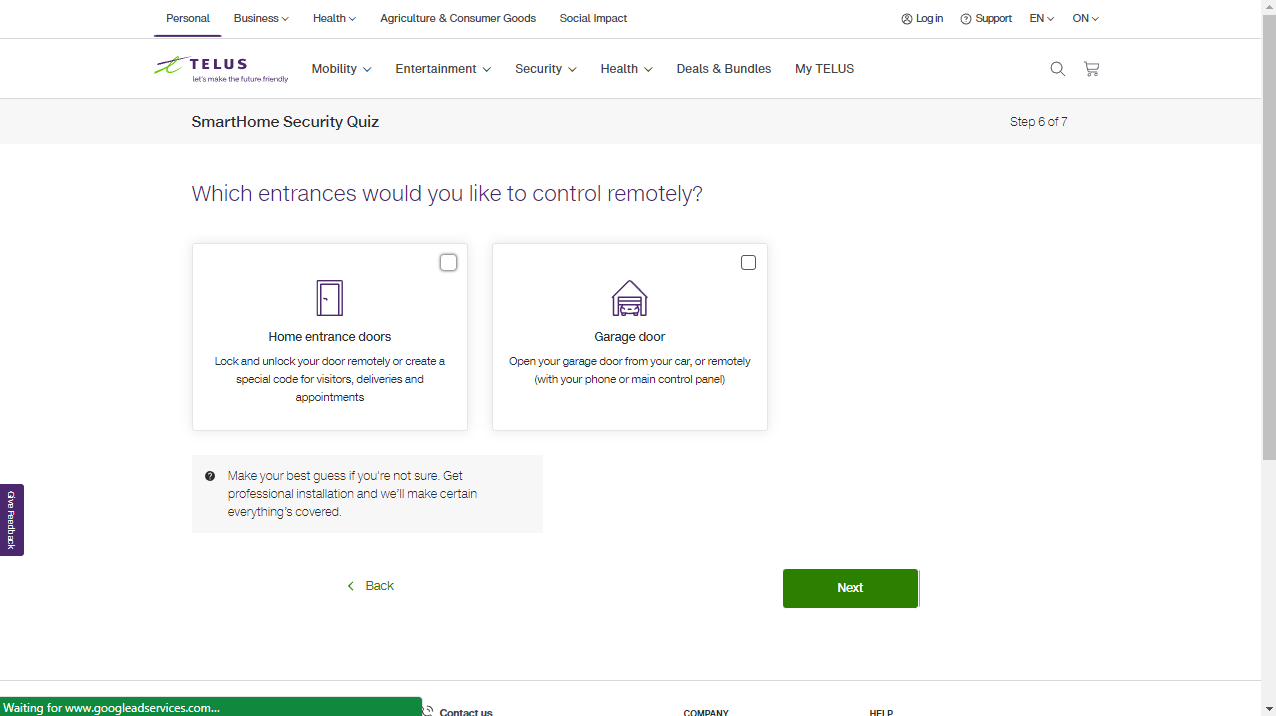 Personal Business Health Agriculture & Consumer Goods Social Impact Log in Support EN ON
TELUS
let's make the future friendly
Mobility Entertainment Security Health Deals & Bundles My TELUS
SmartHome Security Quiz Step 6 of 7
Which entrances would you like to control remotely?
Home entrance doors
Lock and unlock your door remotely or create a
special code for visitors, deliveries and
appointments
Garage door
Open your garage door from your car, or remotely
(with your phone or main control panel)
Make your best guess if you're not sure. Get
professional installation and we'll make certain
everything's covered.
Give Feedback
Back
Next
Waiting for www.googleadservices.com...
Contact us COMPANY HELP